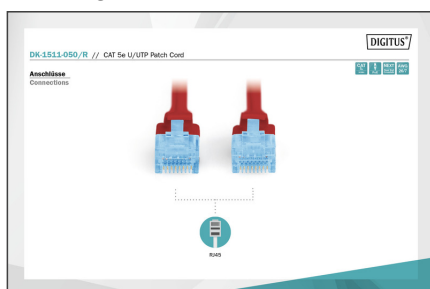 DIGITUS®
DK-1511-050/R // CAT 5e U/UTP Patch Cord
Anschlüsse
Connections
RJ45